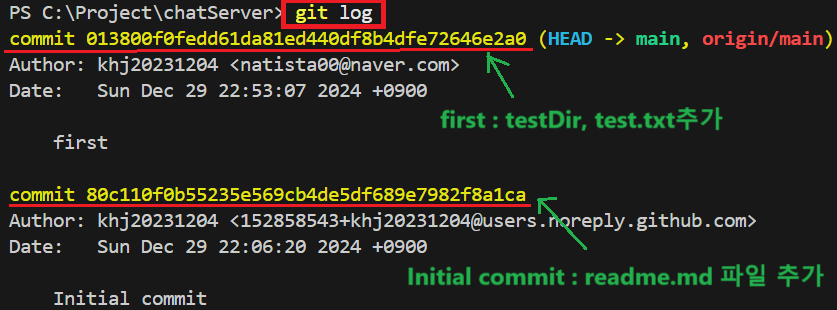 PS C:\Project\chatServer> git log
commit 013800f0fedd61da81ed440df8b4dfe72646e2a0 (HEAD -> main, origin/main)
Author: khj20231204 <natista00@naver.com>
Date:   Sun Dec 29 22:53:07 2024 +0900
first : testDir, test.txt추가
first
commit 80c110f0b55235e569cb4de5df689e7982f8a1ca
Author: khj20231204 <152858543+khj20231204@users.noreply.github.com>
Date:   Sun Dec 29 22:06:20 2024 +0900
Initial commit : readme.md 파일 추가
Initial commit